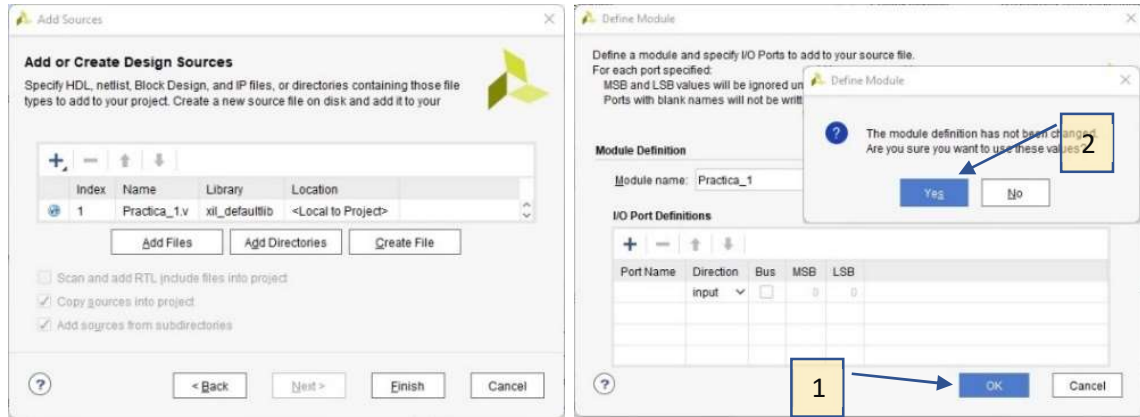 Add Sources
Add or Create Design Sources
Specify HDL, netlist, Block Design, and IP files, or directories containing those file
types to add to your project. Create a new source file on disk and add it to your
Index Name Library Location
1 Practica_1.v xil_defaultlib <Local to Project>
Add Files Add Directories Create File
Scan and add RTL include files into project
Copy sources into project
Add sources from subdirectories
? < Back Next > Finish Cancel
Define Module
Define a module and specify I/O Ports to add to your source file.
For each port specified:
MSB and LSB values will be ignored un
Ports with blank names will not be writt
Module Definition
Module name: Practica_1
I/O Port Definitions
Port Name Direction Bus MSB LSB
input 0 0
? OK Cancel
1
Define Module
? The module definition has not been changed.
Are you sure you want to use these values
2
Yes No